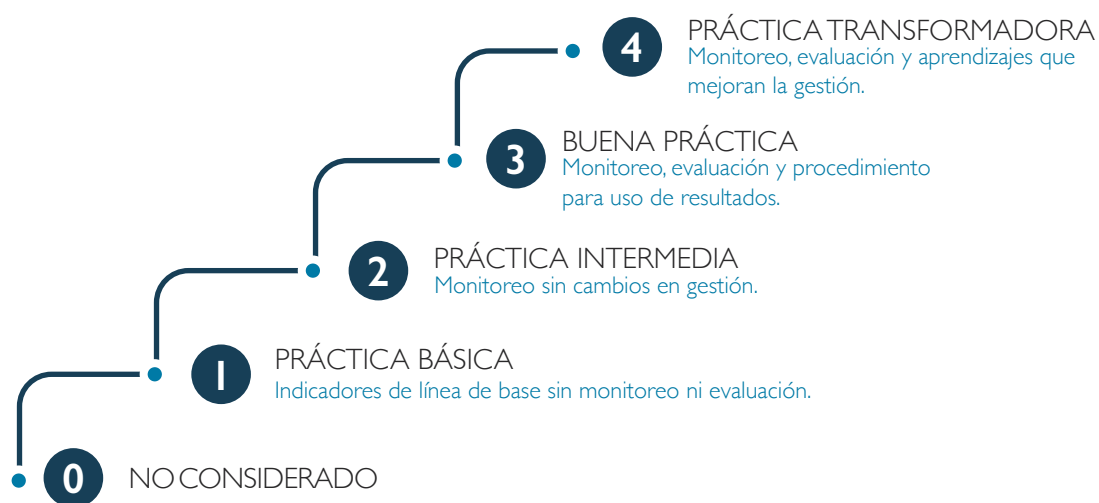 4 PRÁCTICA TRANSFORMADORA
Monitoreo, evaluación y aprendizajes que
mejoran la gestión.
3 BUENA PRÁCTICA
Monitoreo, evaluación y procedimiento
para uso de resultados.
2 PRÁCTICA INTERMEDIA
Monitoreo sin cambios en gestión.
1 PRÁCTICA BÁSICA
Indicadores de línea de base sin monitoreo ni evaluación.
0 NO CONSIDERADO